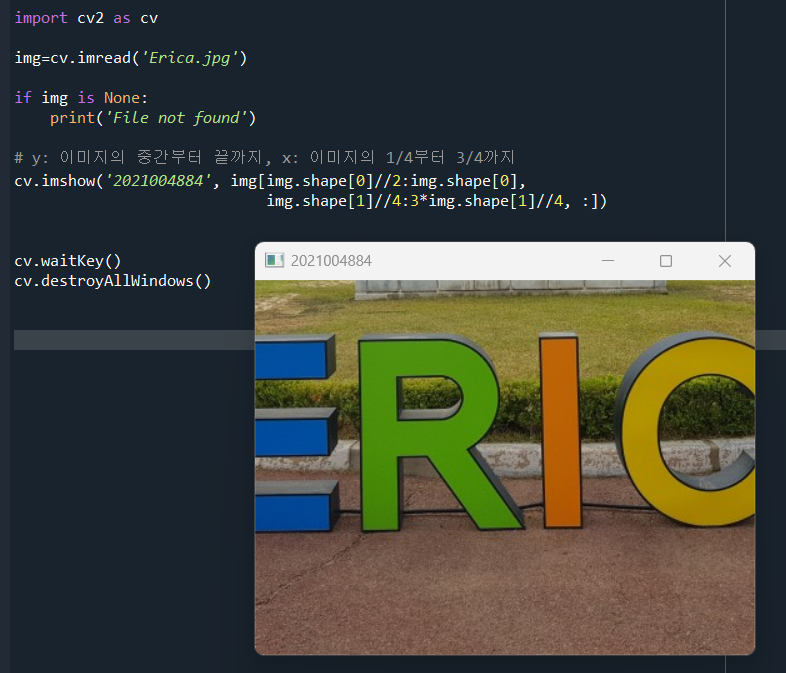 import cv2 as cv
img=cv.imread('Erica.jpg')
if img is None:
    print('File not found')
# y: 이미지의 중간부터 끝까지, x: 이미지의 1/4부터 3/4까지
cv.imshow('2021004884', img[img.shape[0]//2:img.shape[0],
                            img.shape[1]//4:3*img.shape[1]//4, :])
cv.waitKey()
cv.destroyAllWindows()
2021004884
ERIC